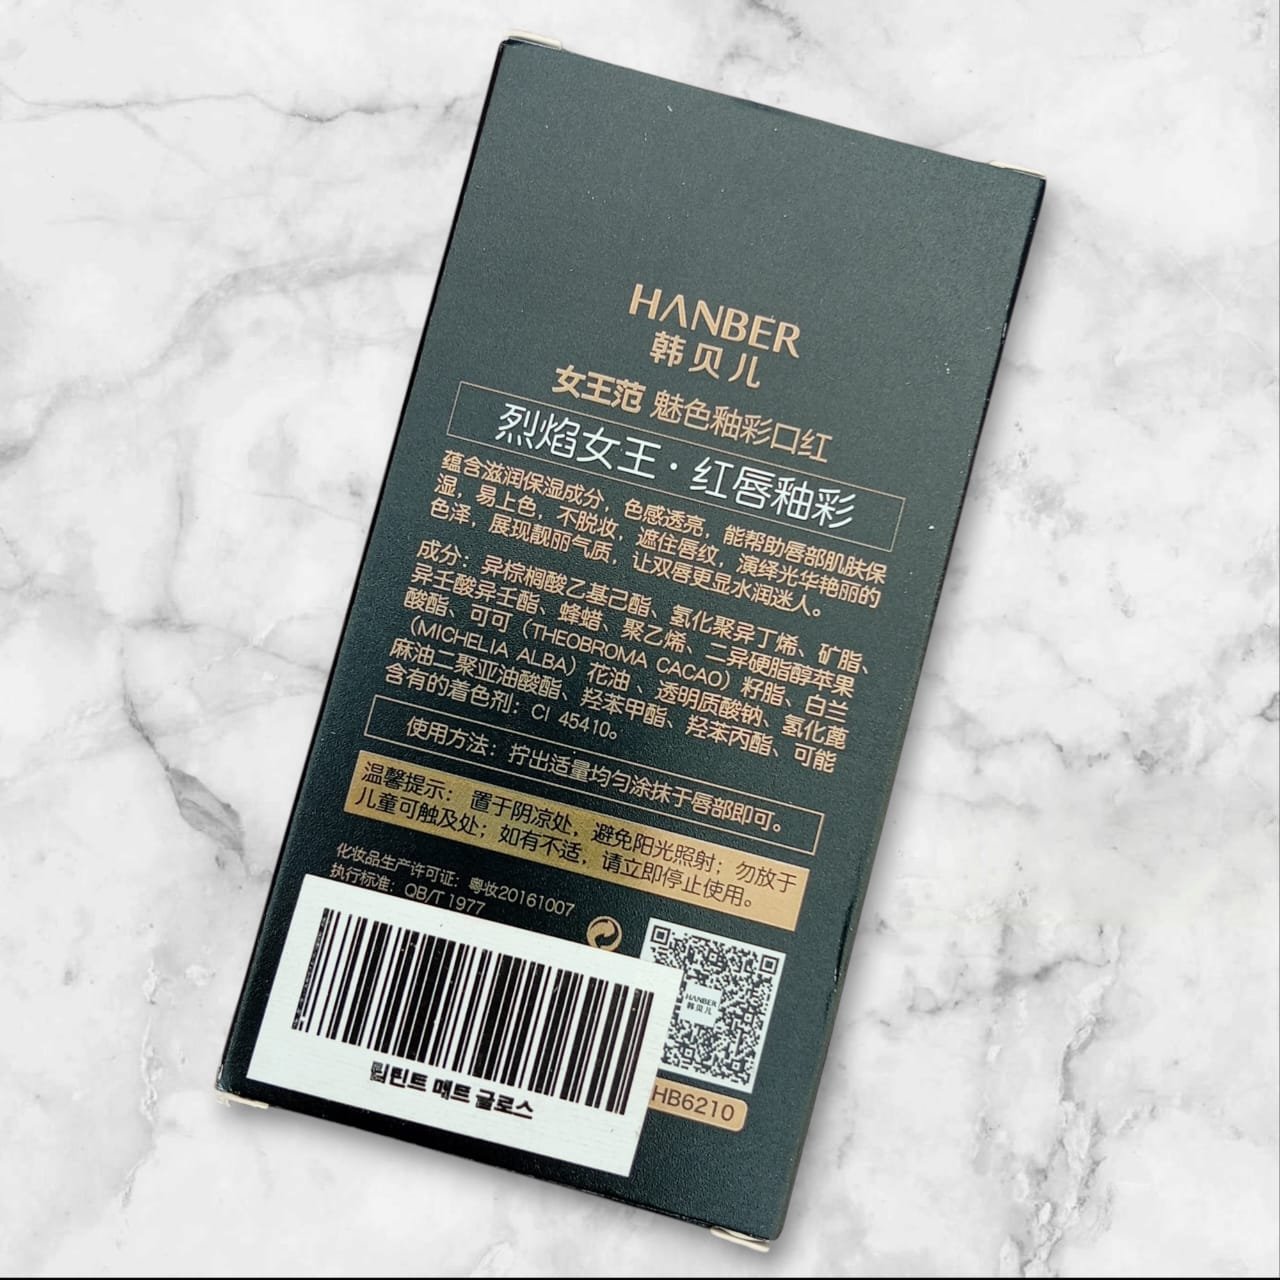 HANBER
韩贝儿
女王范 魅色釉彩口红
烈焰女王·红唇釉彩
蕴含滋润保湿成分，色感透亮，能帮助唇部肌肤保
湿，易上色，不脱妆，遮住唇纹，演绎光华艳丽的
色泽，展现靓丽气质，让双唇更显水润迷人。
成分：异棕榈酸乙基己酯、氢化聚异丁烯、矿脂、
异壬酸异壬酯、蜂蜡、聚乙烯、二异硬脂醇苹果
酸酯、可可（THEOBROMA CACAO）籽脂、白兰
（MICHELIA ALBA）花油、透明质酸钠、氢化蓖
麻油二聚亚油酸酯、羟苯甲酯、羟苯丙酯、可能
含有的着色剂：CI 45410。
使用方法：拧出适量均匀涂抹于唇部即可。
温馨提示：置于阴凉处，避免阳光照射；勿放于
儿童可触及处；如有不适，请立即停止使用。
化妆品生产许可证：粤妆20161007
执行标准：QB/T 1977
HANBER
韩贝儿
HB6210
립틴트 매트 글로스